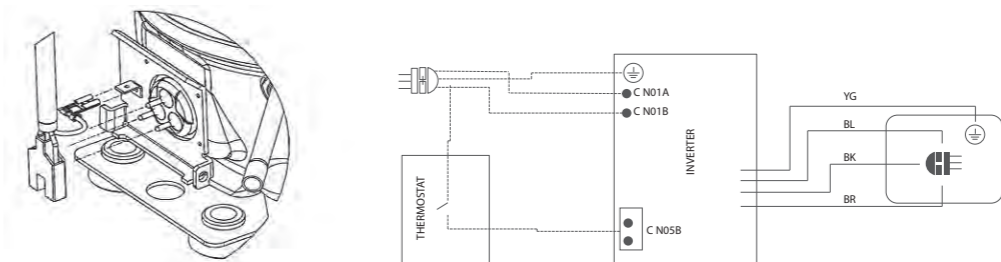 C N01A
C N01B
YG
BL
BK
BR
INVERTER
THERMOSTAT
C N05B